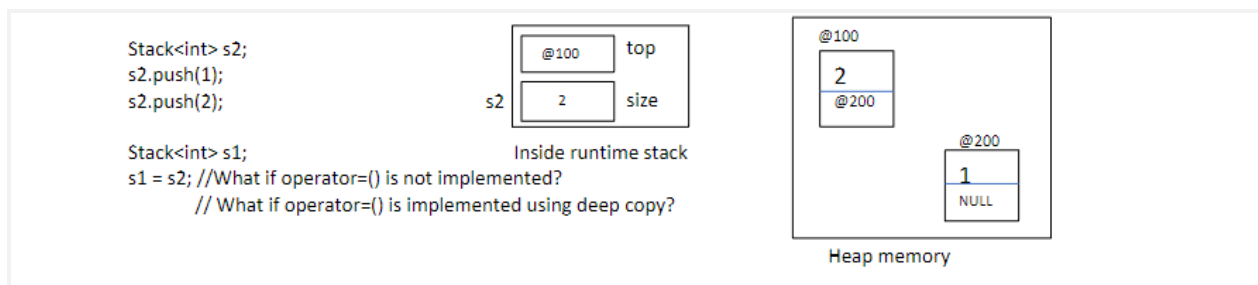 Stack<int> s2;
s2.push(1);
s2.push(2);
Stack<int> s1;
s1 = s2; //What if operator=() is not implemented?
// What if operator=() is implemented using deep copy?
@100 top
s2 2 size
Inside runtime stack
@100
2
@200
@200
1
NULL
Heap memory